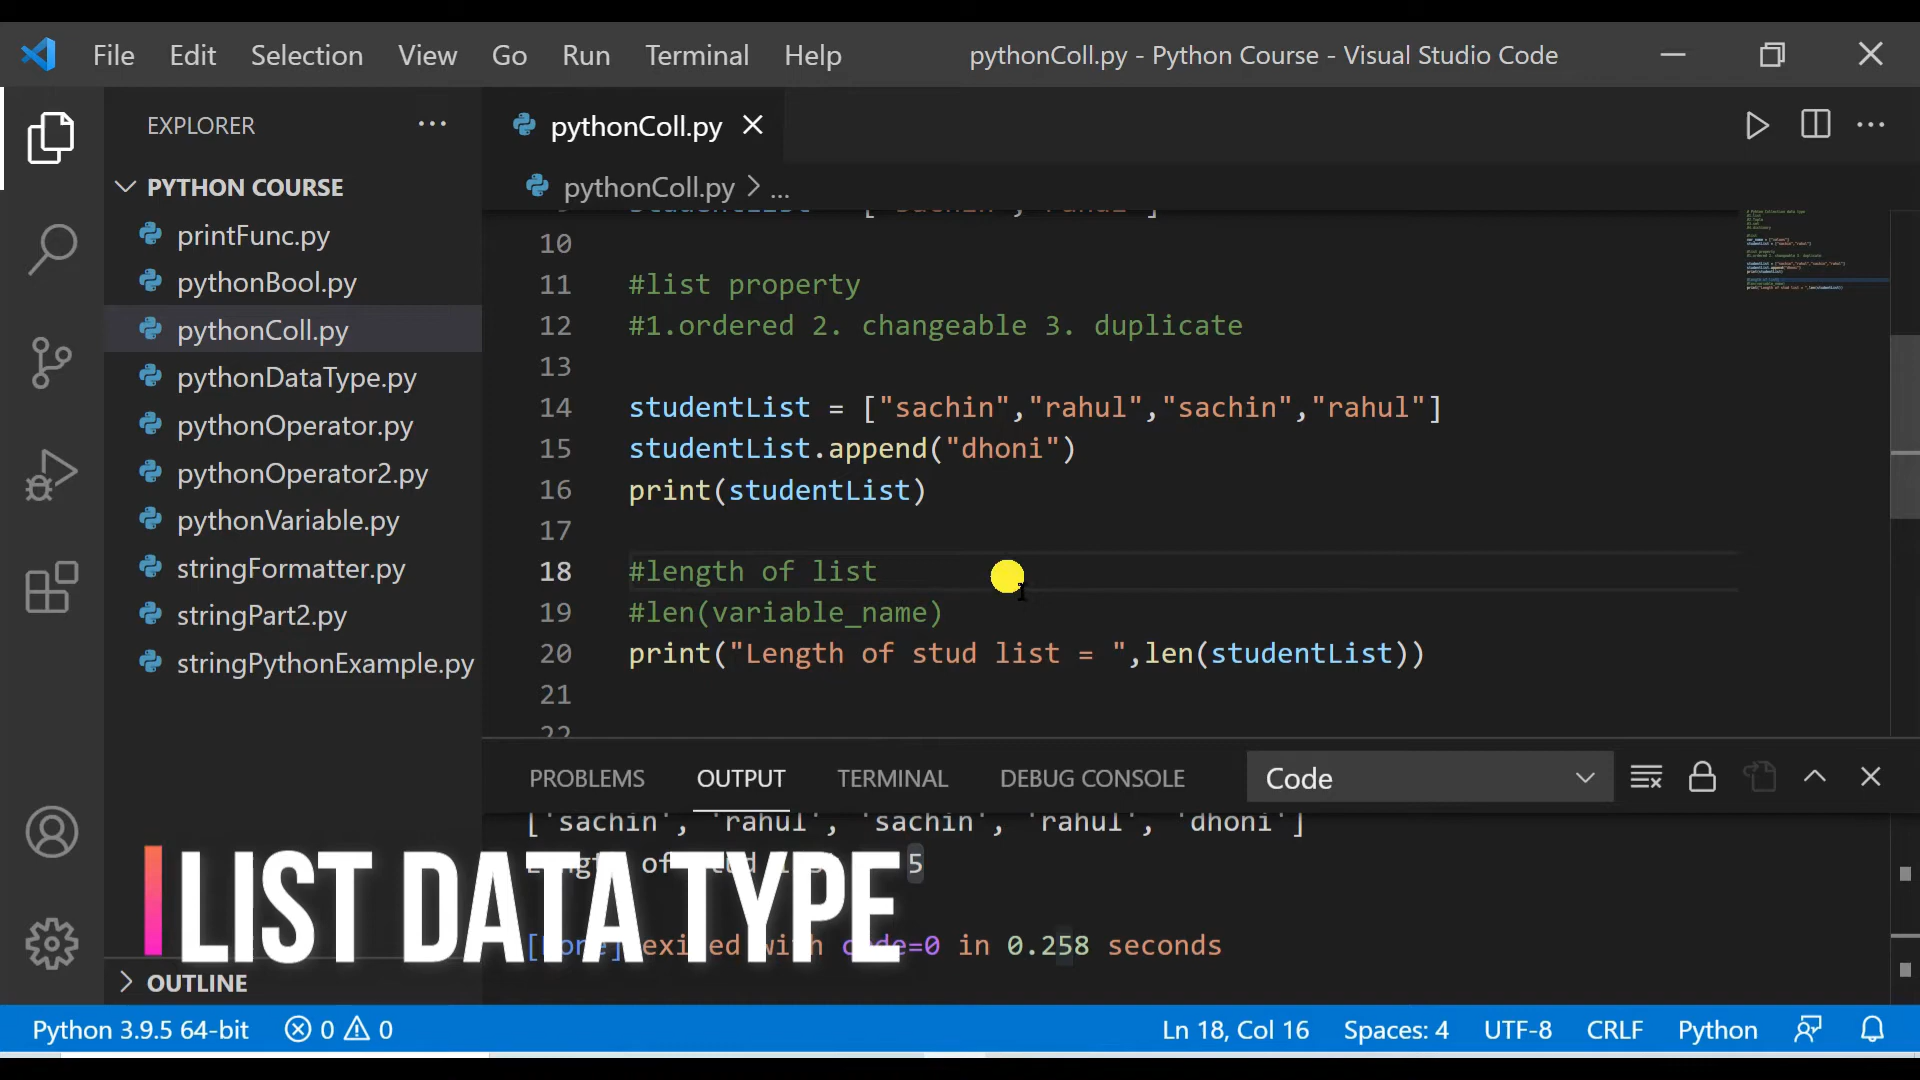 File Edit Selection View Go Run Terminal Help pythonColl.py - Python Course - Visual Studio Code
EXPLORER
PYTHON COURSE
printFunc.py
pythonBool.py
pythonColl.py
pythonDataType.py
pythonOperator.py
pythonOperator2.py
pythonVariable.py
stringFormatter.py
stringPart2.py
stringPythonExample.py
OUTLINE
pythonColl.py
pythonColl.py > ...
10
11 #list property
12 #1.ordered 2. changeable 3. duplicate
13
14 studentList = ["sachin","rahul","sachin","rahul"]
15 studentList.append("dhoni")
16 print(studentList)
17
18 #length of list
19 #len(variable_name)
20 print("Length of stud list = ",len(studentList))
21
22
PROBLEMS OUTPUT TERMINAL DEBUG CONSOLE Code
['sachin', 'rahul', 'sachin', 'rahul', 'dhoni']
5
in 0.258 seconds
LIST DATA TYPE
Python 3.9.5 64-bit 0 0 Ln 18, Col 16 Spaces: 4 UTF-8 CRLF Python